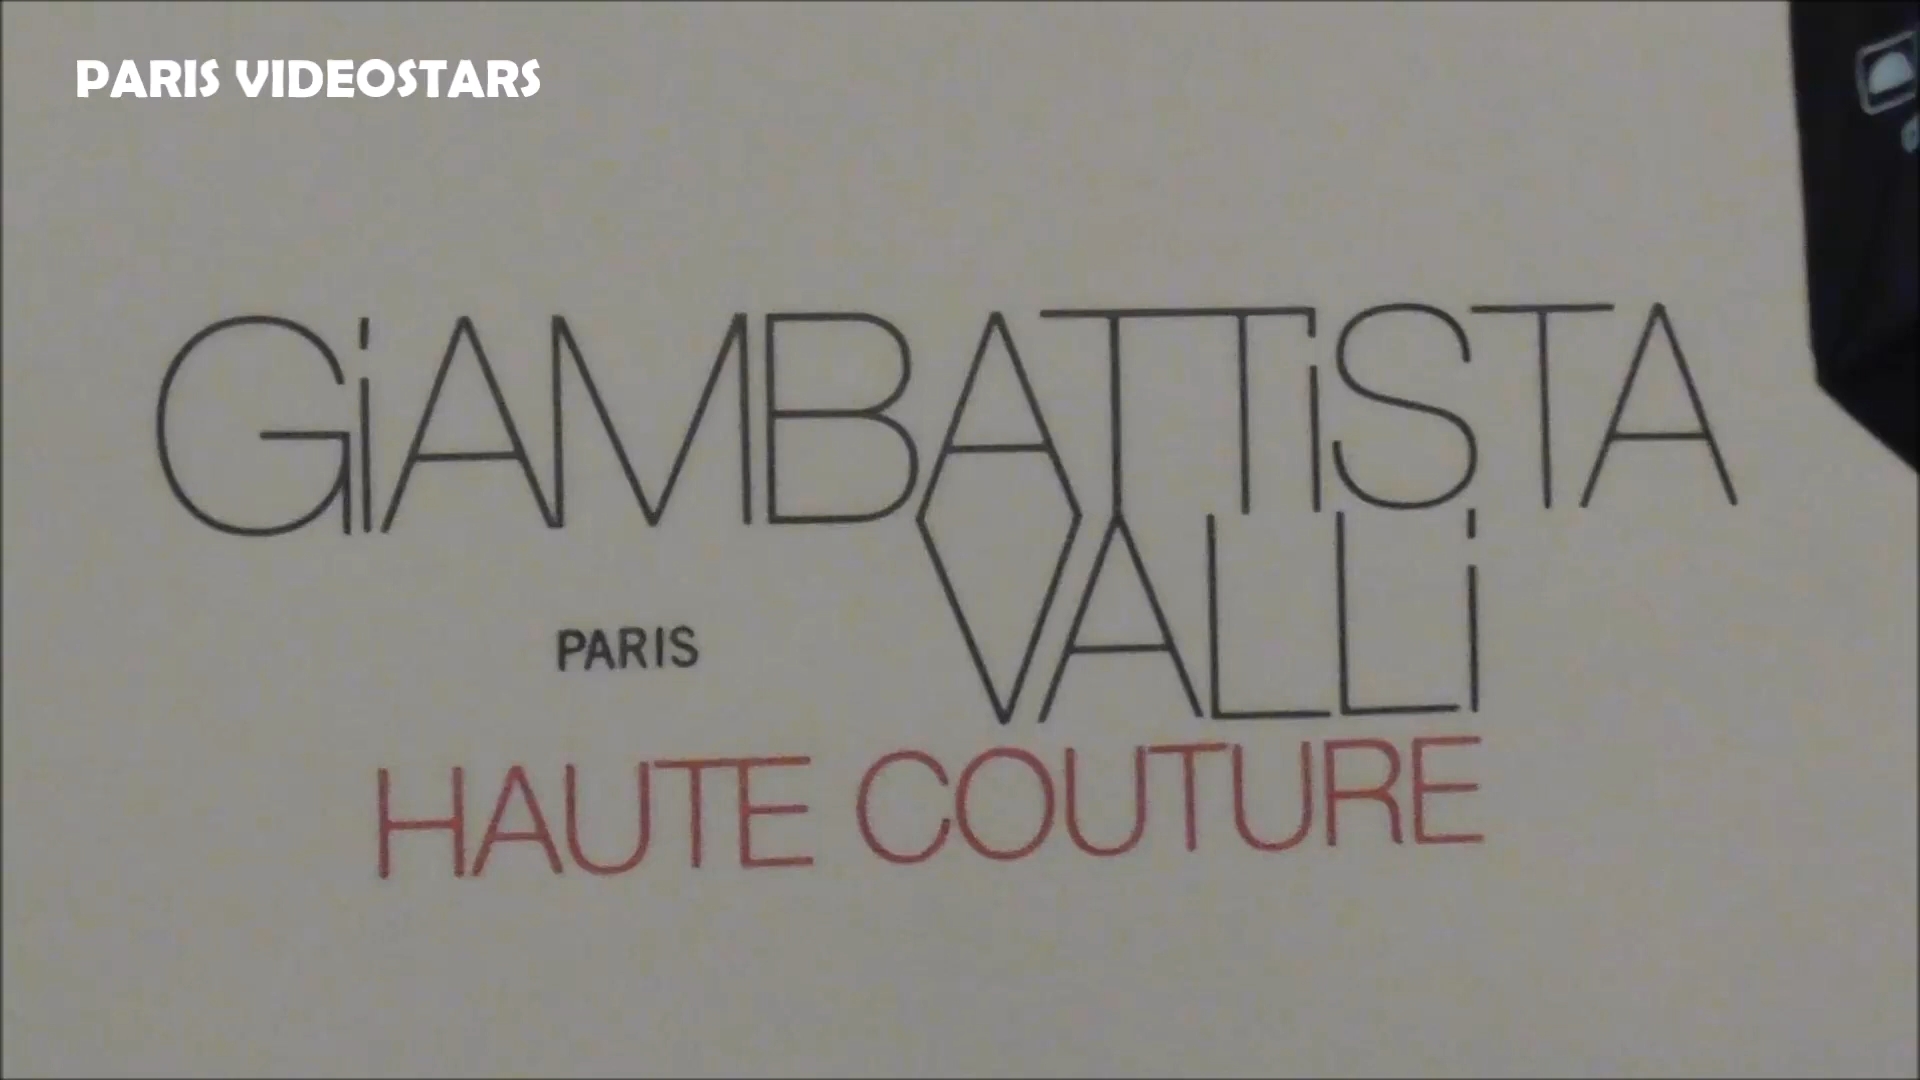 PARIS VIDEOSTARS
GiAMBATTiSTA
VALLi
PARIS
HAUTE COUTURE